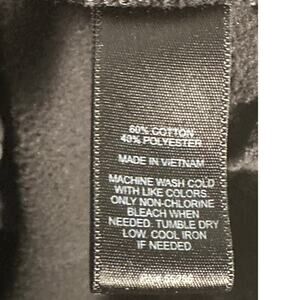 60% COTTON
40% POLYESTER
MADE IN VIETNAM
MACHINE WASH COLD
WITH LIKE COLORS.
ONLY NON-CHLORINE
BLEACH WHEN
NEEDED. TUMBLE DRY
LOW. COOL IRON
IF NEEDED.